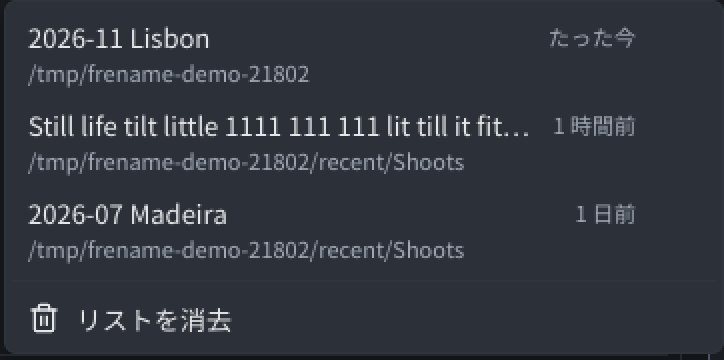 2026-11 Lisbon たった今
/tmp/frename-demo-21802
Still life tilt little 1111 111 111 lit till it fit… 1 時間前
/tmp/frename-demo-21802/recent/Shoots
2026-07 Madeira 1 日前
/tmp/frename-demo-21802/recent/Shoots
リストを消去